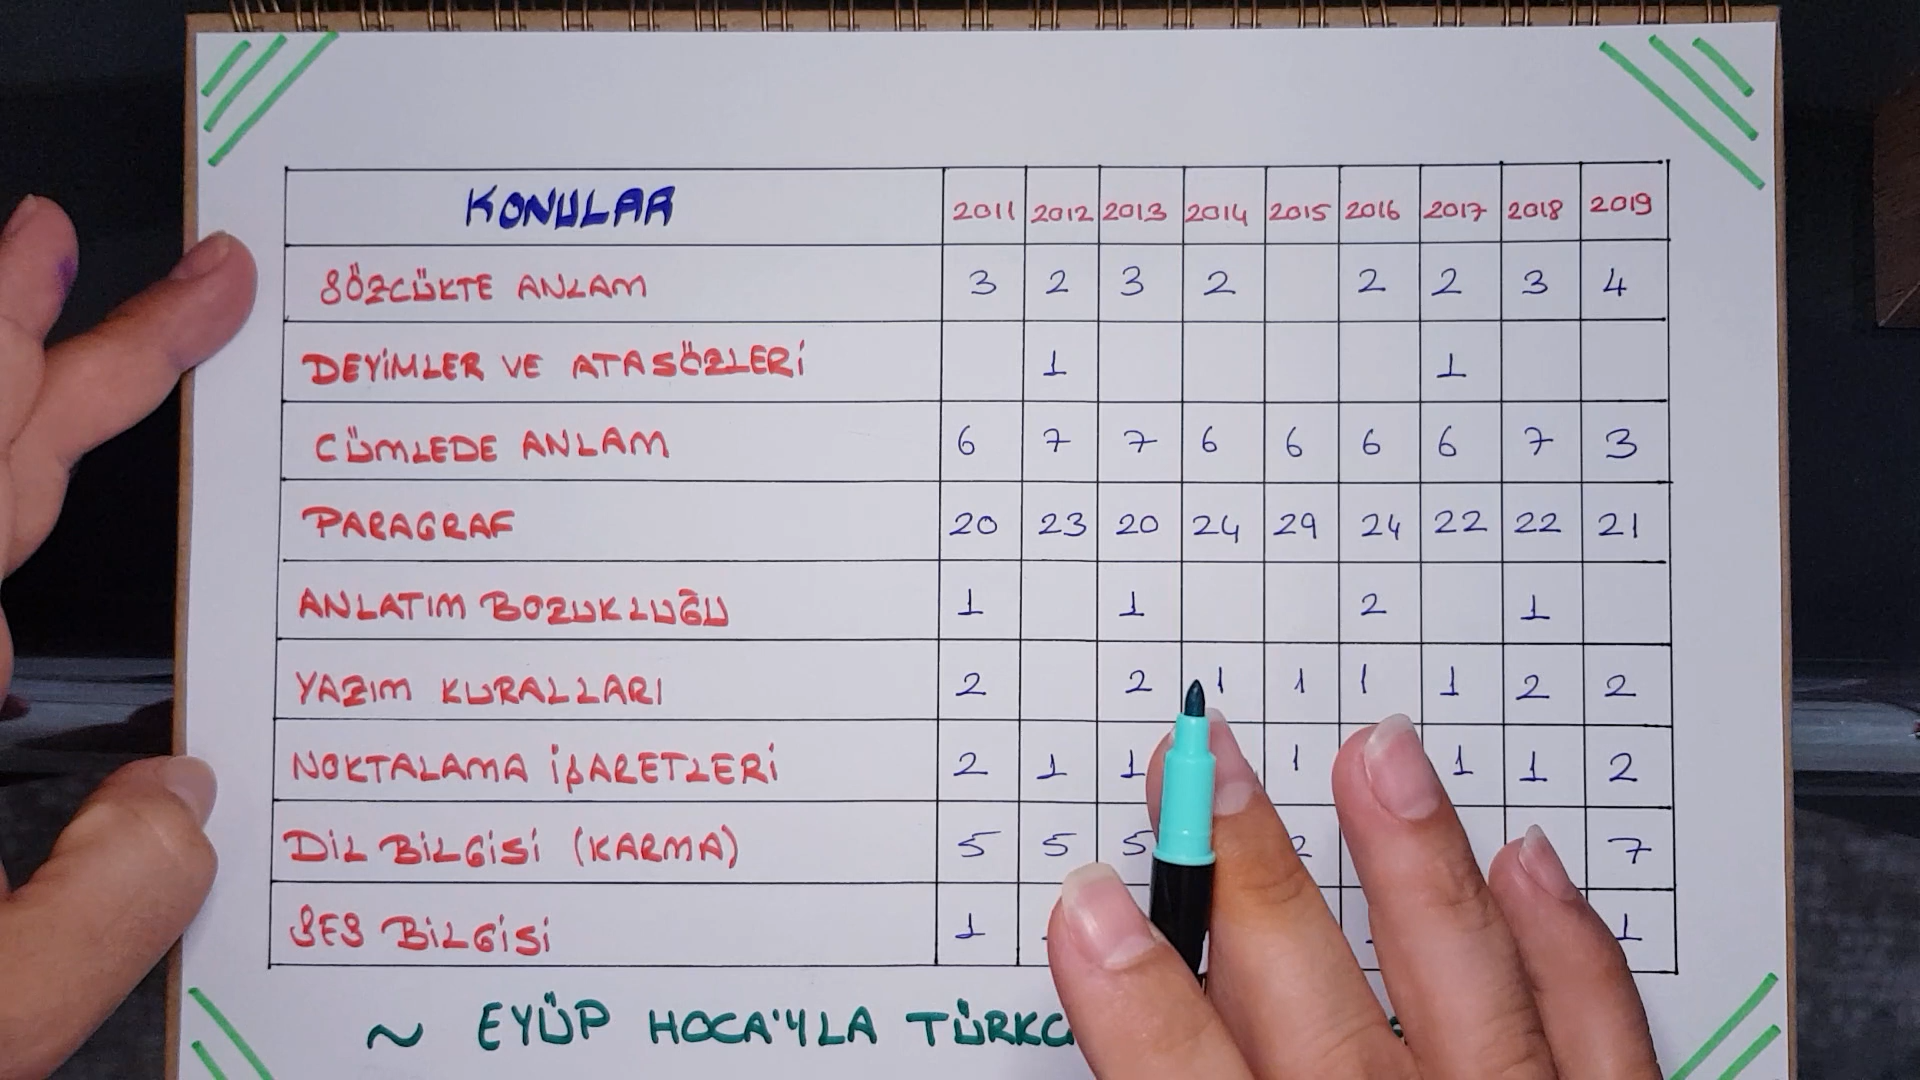 KONULAR 2011 2012 2013 2014 2015 2016 2017 2018 2019
SÖZCÜKTE ANLAM 3 2 3 2 2 2 3 4
DEYİMLER VE ATASÖZLERİ 1 1
CÜMLEDE ANLAM 6 7 7 6 6 6 6 7 3
PARAGRAF 20 23 20 24 29 24 22 22 21
ANLATIM BOZUKLUĞU 1 1 2 1
YAZIM KURALLARI 2 2 1 1 1 1 2 2
NOKTALAMA İŞARETLERİ 2 1 1 1 1 1 2
DİL BİLGİSİ (KARMA) 5 5 5 2 7
SES BİLGİSİ 1 1
~ EYÜP HOCA'YLA